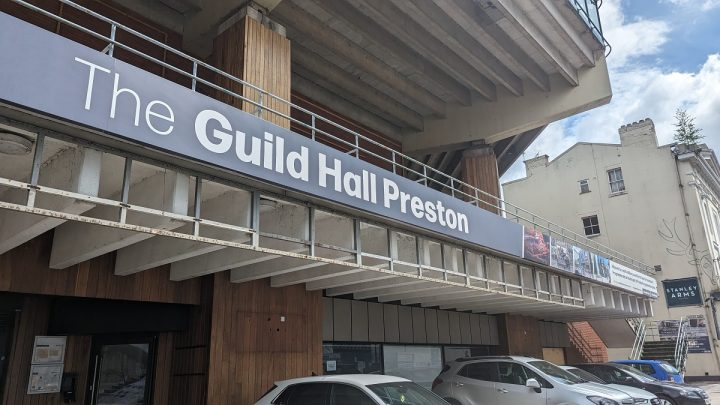 The Guild Hall Preston
STANLEY
ARMS